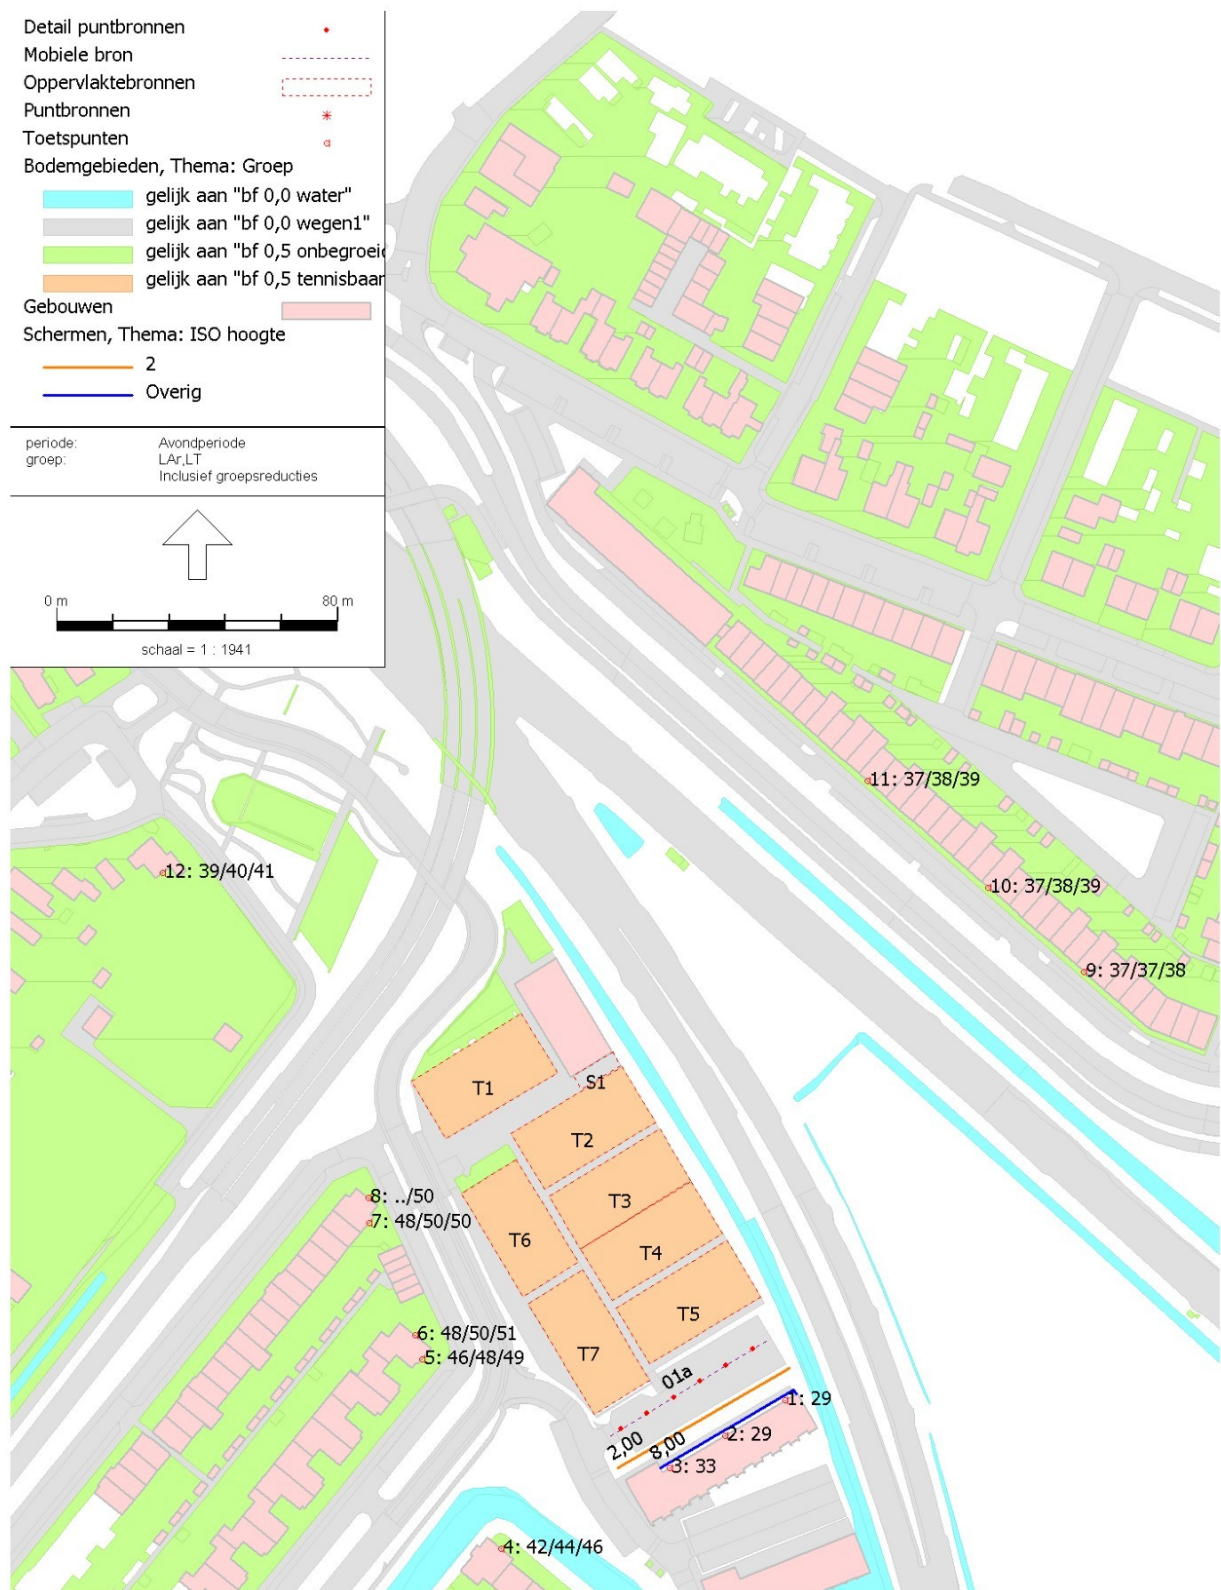 Detail puntbronnen
Mobiele bron
Oppervlaktebronnen
Puntbronnen
Toetspunten
Bodemgebieden, Thema: Groep
gelijk aan "bf 0,0 water"
gelijk aan "bf 0,0 wegen1"
gelijk aan "bf 0,5 onbegroei
gelijk aan "bf 0,5 tennisbaar
Gebouwen
Schermen, Thema: ISO hoogte
2
Overig
periode: Avondperiode
groep: LAr,LT
Inclusief groepsreducties
0 m 80 m
schaal = 1 : 1941
11: 37/38/39
12: 39/40/41
10: 37/38/39
9: 37/37/38
S1
T1
T2
8: ../50
T3
7: 48/50/50
T6
T4
T5
6: 48/50/51
T7
5: 46/48/49
01a
1: 29
2: 29
2,00
8,00
3: 33
4: 42/44/46